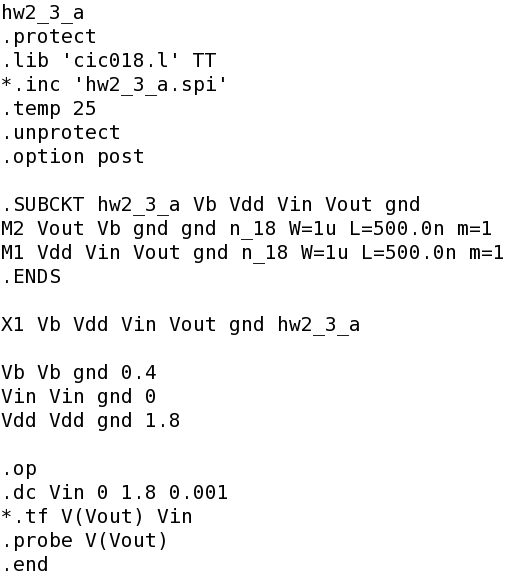 hw2_3_a
.protect
.lib 'cic018.l' TT
*.inc 'hw2_3_a.spi'
.temp 25
.unprotect
.option post
.SUBCKT hw2_3_a Vb Vdd Vin Vout gnd
M2 Vout Vb gnd gnd n_18 W=1u L=500.0n m=1
M1 Vdd Vin Vout gnd n_18 W=1u L=500.0n m=1
.ENDS
X1 Vb Vdd Vin Vout gnd hw2_3_a
Vb Vb gnd 0.4
Vin Vin gnd 0
Vdd Vdd gnd 1.8
.op
.dc Vin 0 1.8 0.001
*.tf V(Vout) Vin
.probe V(Vout)
.end